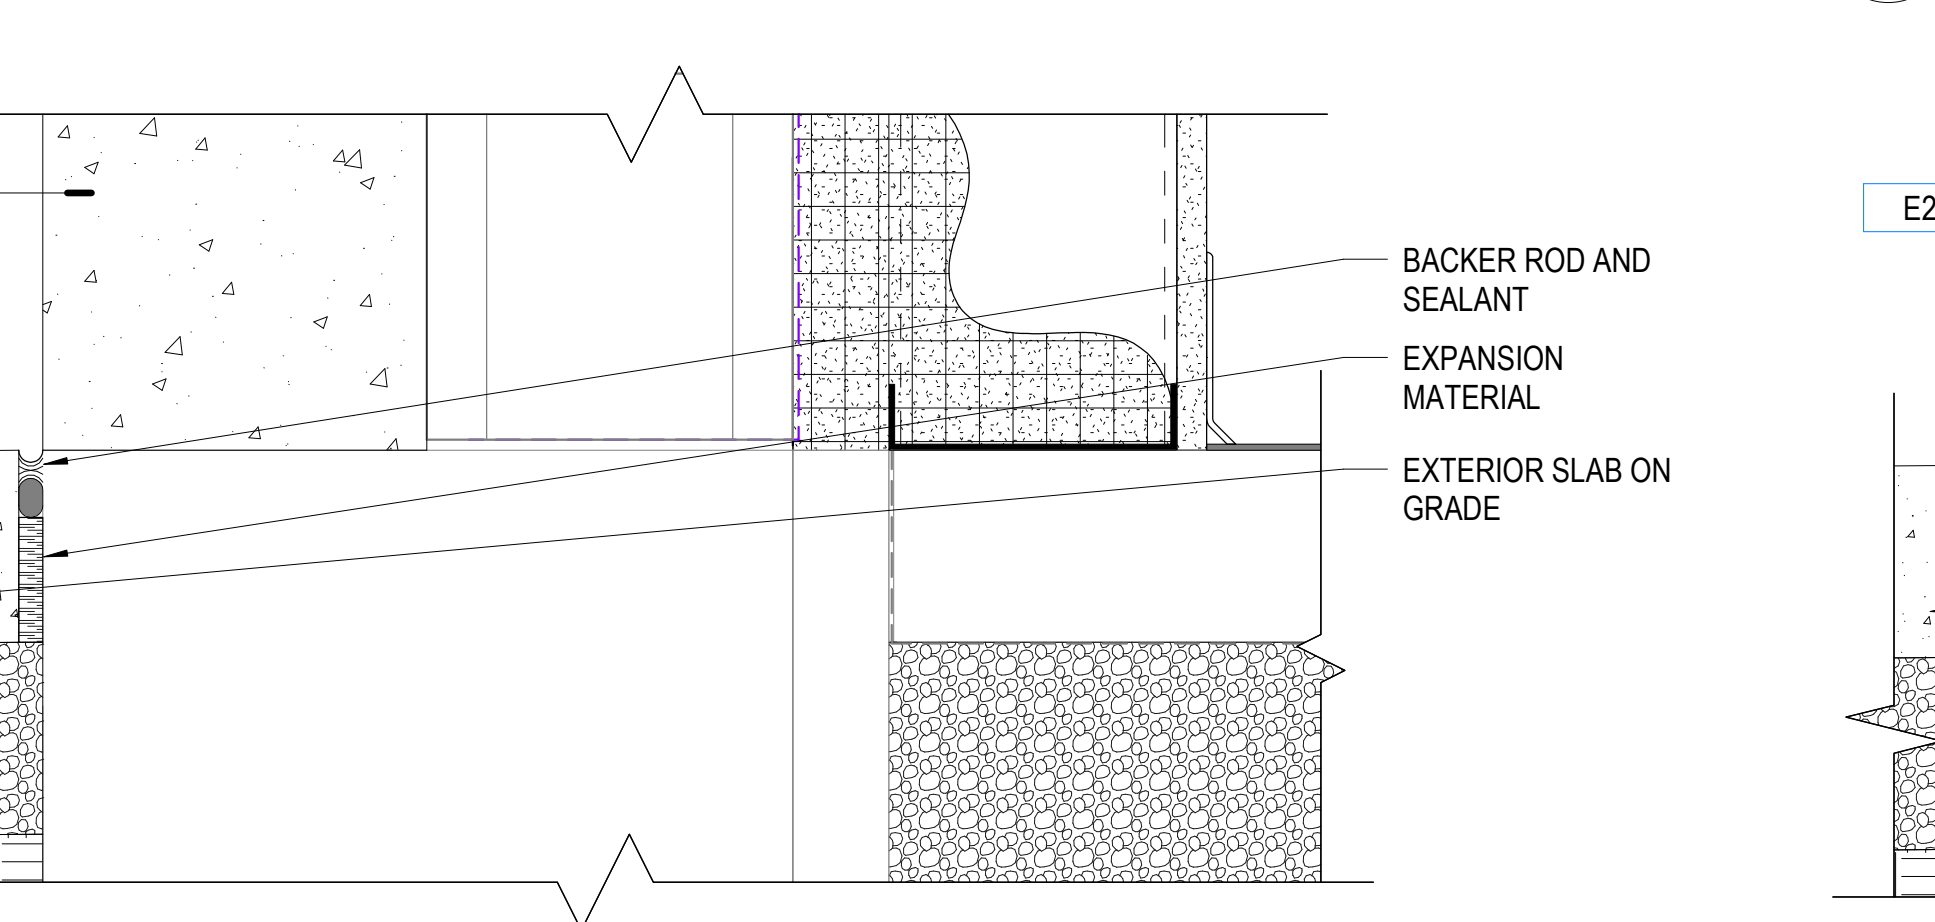 BACKER ROD AND
SEALANT
EXPANSION
MATERIAL
EXTERIOR SLAB ON
GRADE
E2